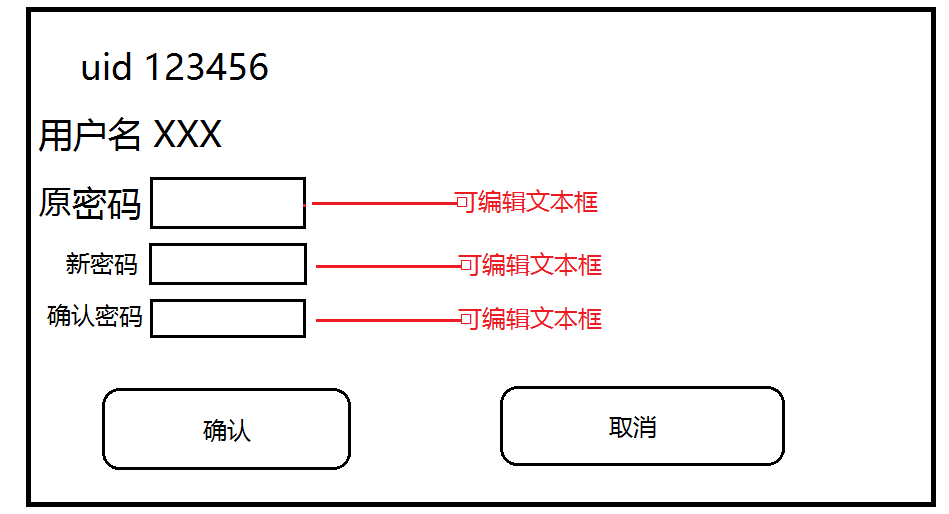 uid 123456
用户名 XXX
原密码 可编辑文本框
新密码 可编辑文本框
确认密码 可编辑文本框
确认 取消